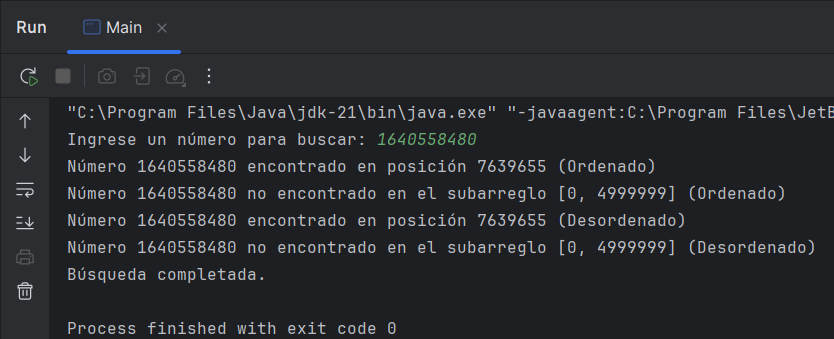 Run Main
"C:\Program Files\Java\jdk-21\bin\java.exe" "-javaagent:C:\Program Files\JetB
Ingrese un número para buscar: 1640558480
Número 1640558480 encontrado en posición 7639655 (Ordenado)
Número 1640558480 no encontrado en el subarreglo [0, 4999999] (Ordenado)
Número 1640558480 encontrado en posición 7639655 (Desordenado)
Número 1640558480 no encontrado en el subarreglo [0, 4999999] (Desordenado)
Búsqueda completada.
Process finished with exit code 0